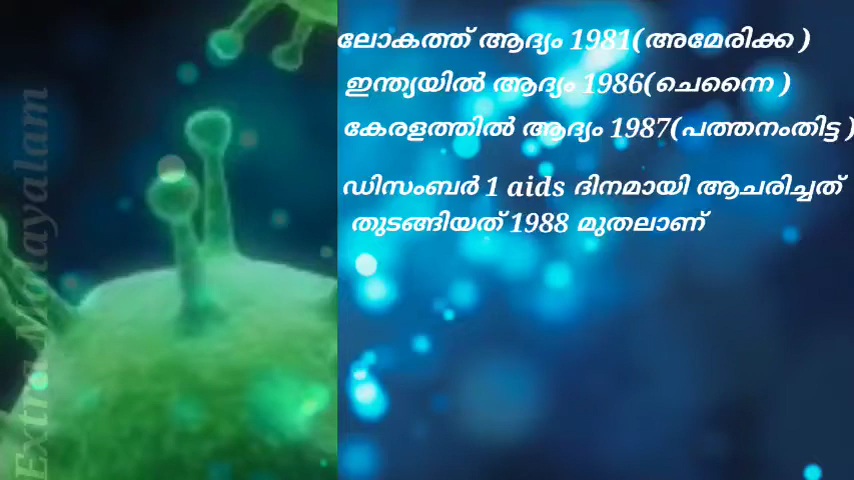 ലോകത്ത് ആദ്യം 1981(അമേരിക്ക )
ഇന്ത്യയിൽ ആദ്യം 1986(ചെന്നൈ )
കേരളത്തിൽ ആദ്യം 1987(പത്തനംതിട്ട )
ഡിസംബർ 1 aids ദിനമായി ആചരിച്ചത്
തുടങ്ങിയത് 1988 മുതലാണ്
Extra Malayalam